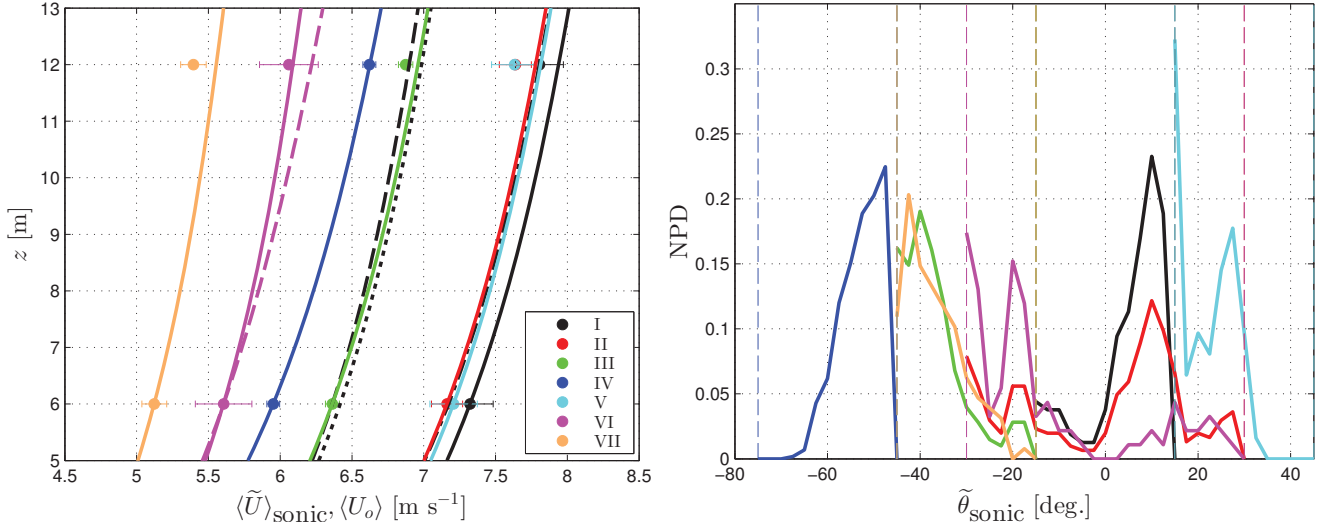 13
12
11
10
9
8
7
6
5
z [m]
4.5 5 5.5 6 6.5 7 7.5 8 8.5
⟨Ũ⟩sonic, ⟨Uₒ⟩ [m s⁻¹]
I
II
III
IV
V
VI
VII
0.3
0.25
0.2
0.15
0.1
0.05
0
NPD
−80 −60 −40 −20 0 20 40
θ̃sonic [deg.]